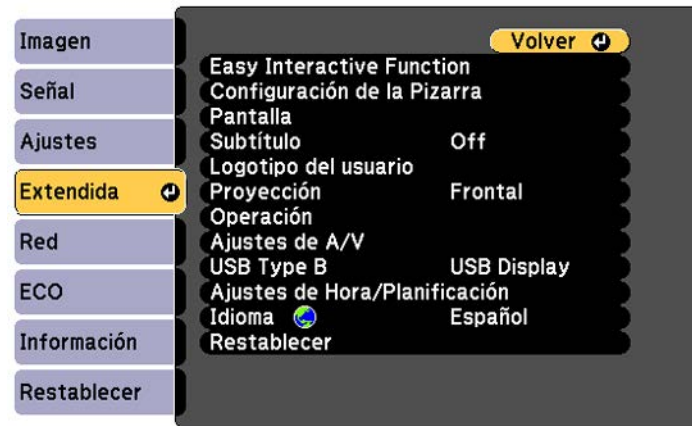 Imagen
Señal
Ajustes
Extendida
Red
ECO
Información
Restablecer
Volver
Easy Interactive Function
Configuración de la Pizarra
Pantalla
Subtítulo Off
Logotipo del usuario
Proyección Frontal
Operación
Ajustes de A/V
USB Type B USB Display
Ajustes de Hora/Planificación
Idioma Español
Restablecer